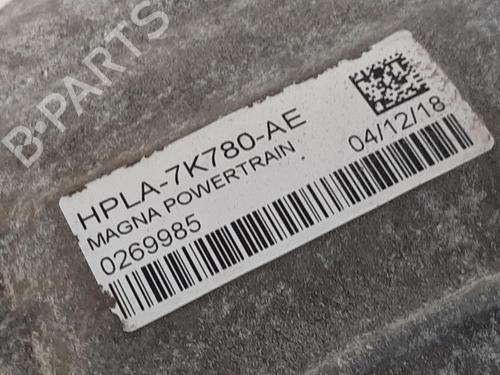 B-PARTS
HPLA-7K780-AE
MAGNA POWERTRAIN
04/12/18
0269985